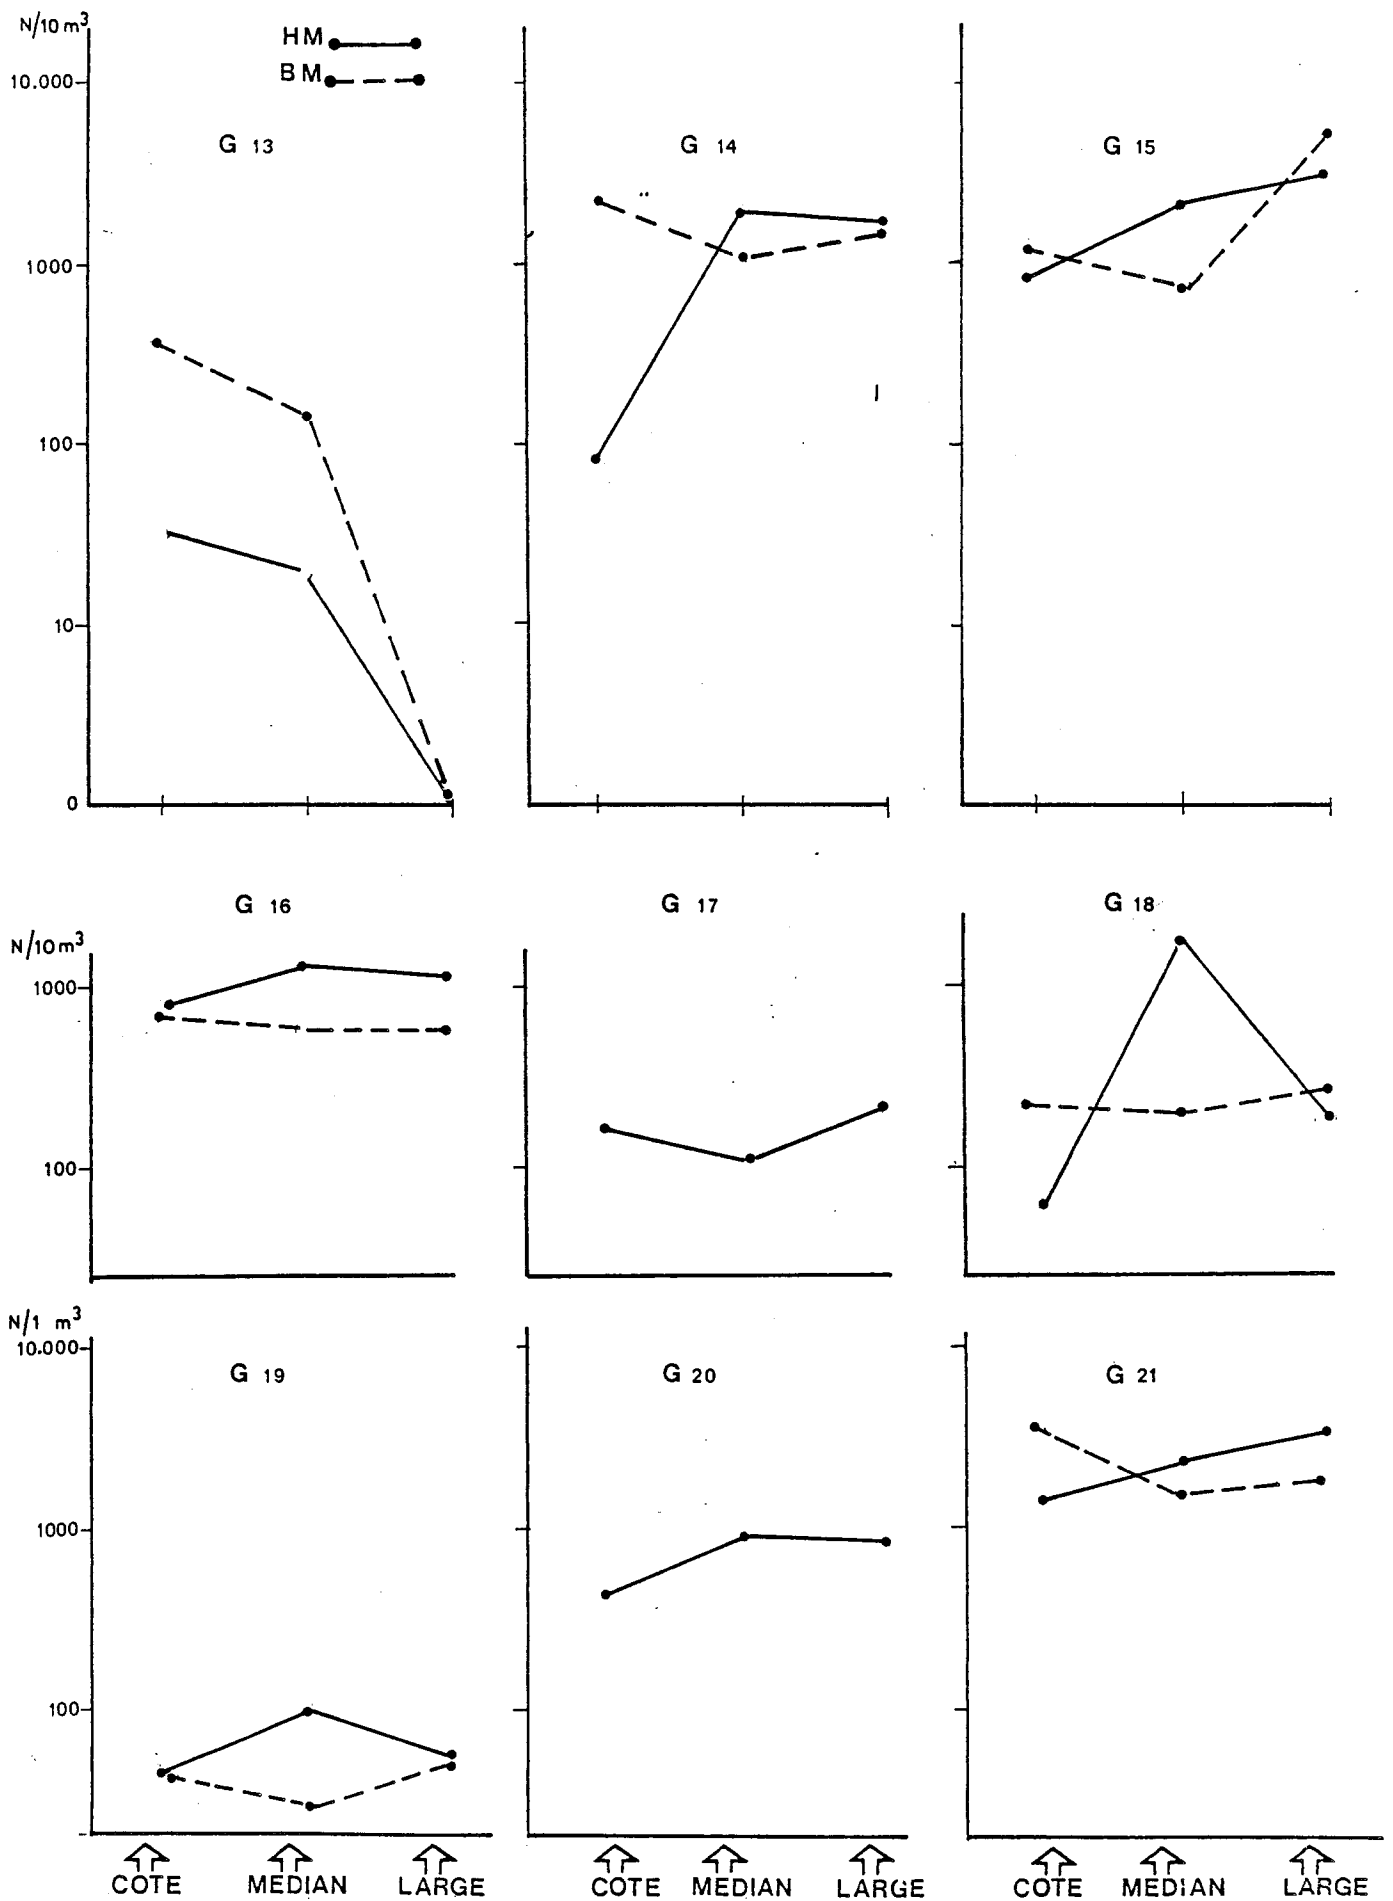 N/10 m³
HM
10.000
BM
G 13
G 14
G 15
1000
100
10
0
G 16
G 17
G 18
N/10 m³
1000
100
N/1 m³
10.000
G 19
G 20
G 21
1000
100
COTE MEDIAN LARGE COTE MEDIAN LARGE COTE MEDIAN LARGE